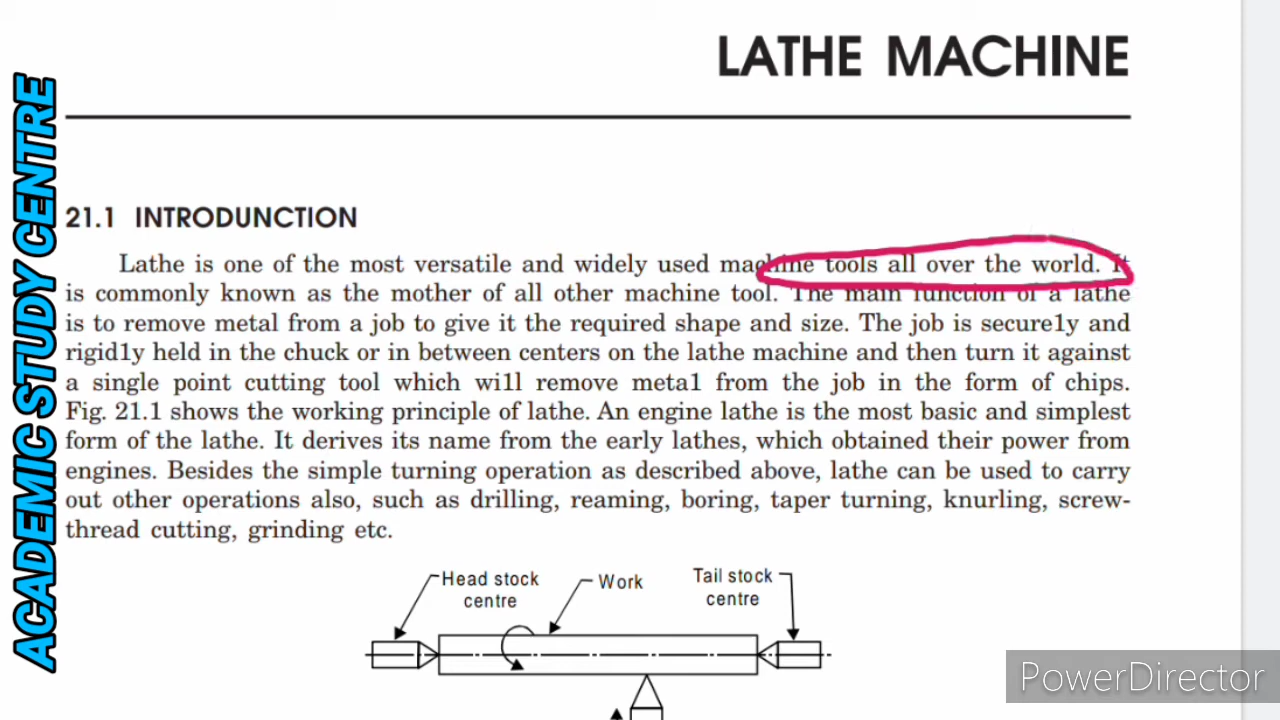 LATHE MACHINE
ACADEMIC STUDY CENTRE
21.1 INTRODUNCTION
Lathe is one of the most versatile and widely used machine tools all over the world. It
is commonly known as the mother of all other machine tool. The main function of a lathe
is to remove metal from a job to give it the required shape and size. The job is secure1y and
rigid1y held in the chuck or in between centers on the lathe machine and then turn it against
a single point cutting tool which wi1l remove meta1 from the job in the form of chips.
Fig. 21.1 shows the working principle of lathe. An engine lathe is the most basic and simplest
form of the lathe. It derives its name from the early lathes, which obtained their power from
engines. Besides the simple turning operation as described above, lathe can be used to carry
out other operations also, such as drilling, reaming, boring, taper turning, knurling, screw-
thread cutting, grinding etc.
Head stock
centre
Work
Tail stock
centre
PowerDirector